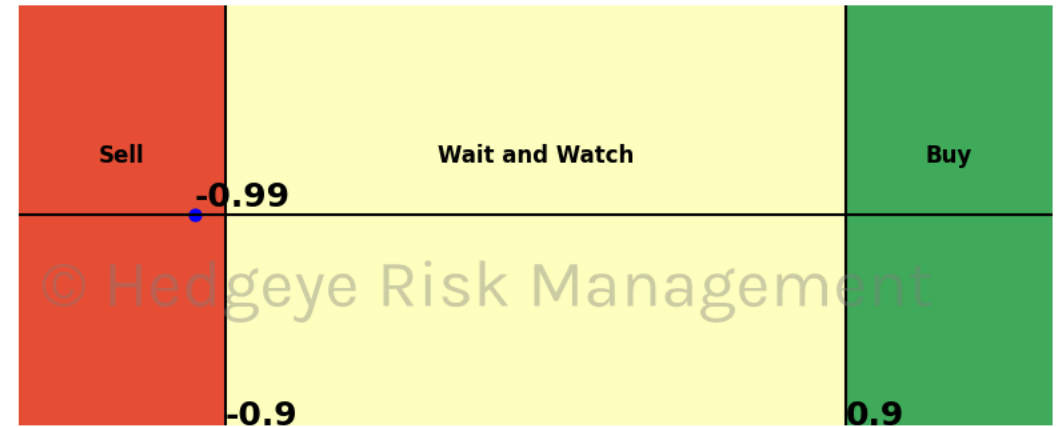 Sell
Wait and Watch
Buy
-0.99
© Hedgeye Risk Management
-0.9
0.9